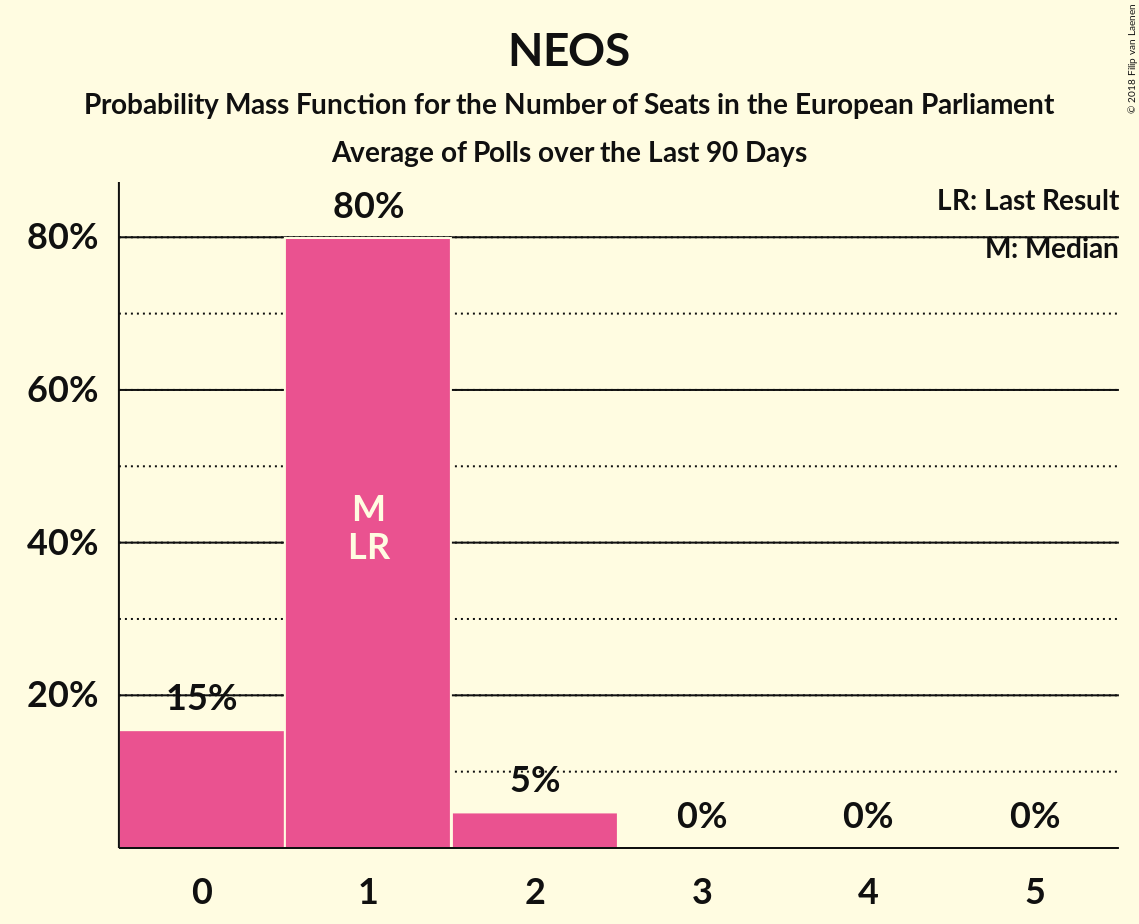 NEOS
Probability Mass Function for the Number of Seats in the European Parliament
Average of Polls over the Last 90 Days
© 2018 Filip van Laenen
LR: Last Result
M: Median
80%
60%
40%
20%
15%
80%
M
LR
5%
0%
0%
0%
0
1
2
3
4
5